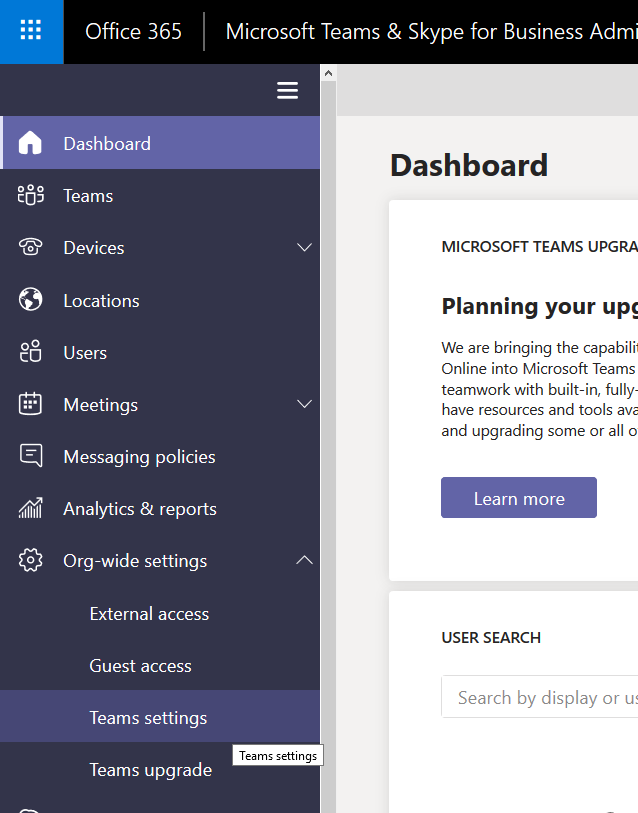 Office 365
Microsoft Teams & Skype for Business Admi
Dashboard
Teams
Devices
Locations
Users
Meetings
Messaging policies
Analytics & reports
Org-wide settings
External access
Guest access
Teams settings
Teams settings
Teams upgrade
Dashboard
MICROSOFT TEAMS UPGRA
Planning your upg
We are bringing the capabilit
Online into Microsoft Teams
teamwork with built-in, fully-
have resources and tools ava
and upgrading some or all o
Learn more
USER SEARCH
Search by display or us